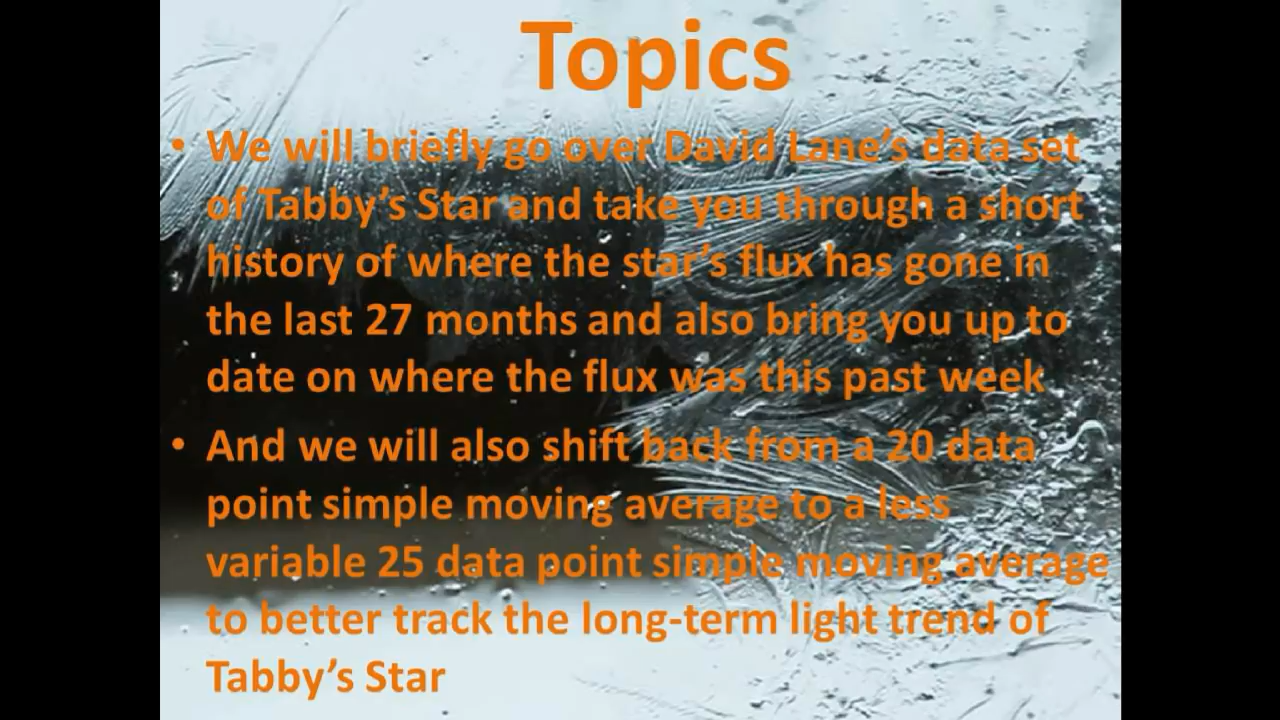 Topics
• We will briefly go over David Lane's data set
of Tabby's Star and take you through a short
history of where the star's flux has gone in
the last 27 months and also bring you up to
date on where the flux was this past week
• And we will also shift back from a 20 data
point simple moving average to a less
variable 25 data point simple moving average
to better track the long-term light trend of
Tabby's Star